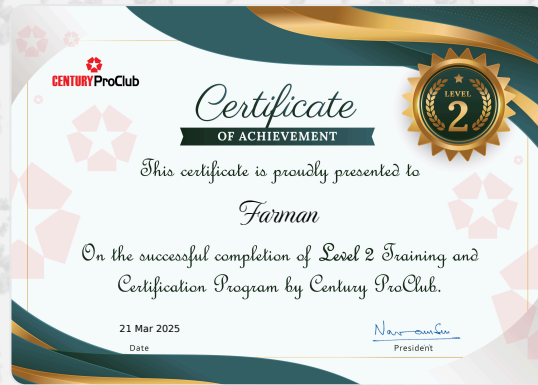 CENTURY ProClub
LEVEL
2
Certificate
OF ACHIEVEMENT
This certificate is proudly presented to
Farman
On the successful completion of Level 2 Training and
Certification Program by Century ProClub.
21 Mar 2025
Date
President